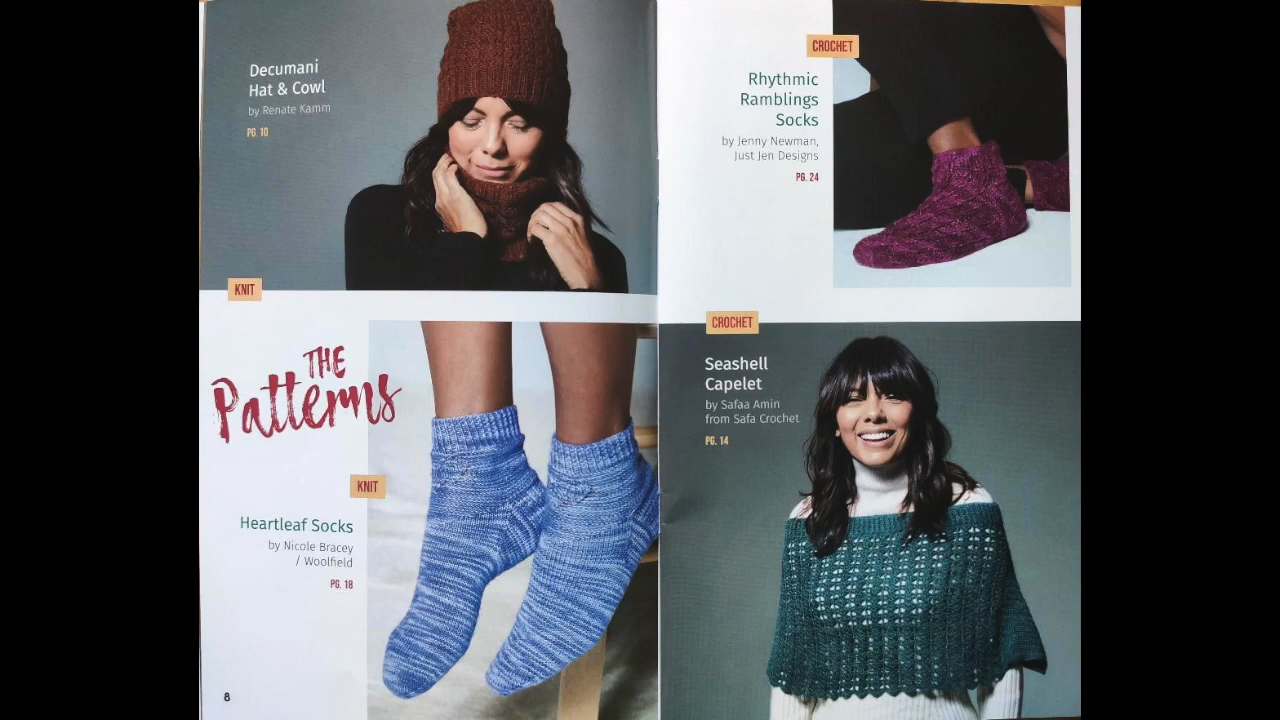 Decumani
Hat & Cowl
by Renate Kamm
PG. 10
KNIT
THE
Patterns
KNIT
Heartleaf Socks
by Nicole Bracey
/ Woolfield
PG. 18
8
CROCHET
Rhythmic
Ramblings
Socks
by Jenny Newman,
Just Jen Designs
PG. 24
CROCHET
Seashell
Capelet
by Safaa Amin
from Safa Crochet
PG. 14